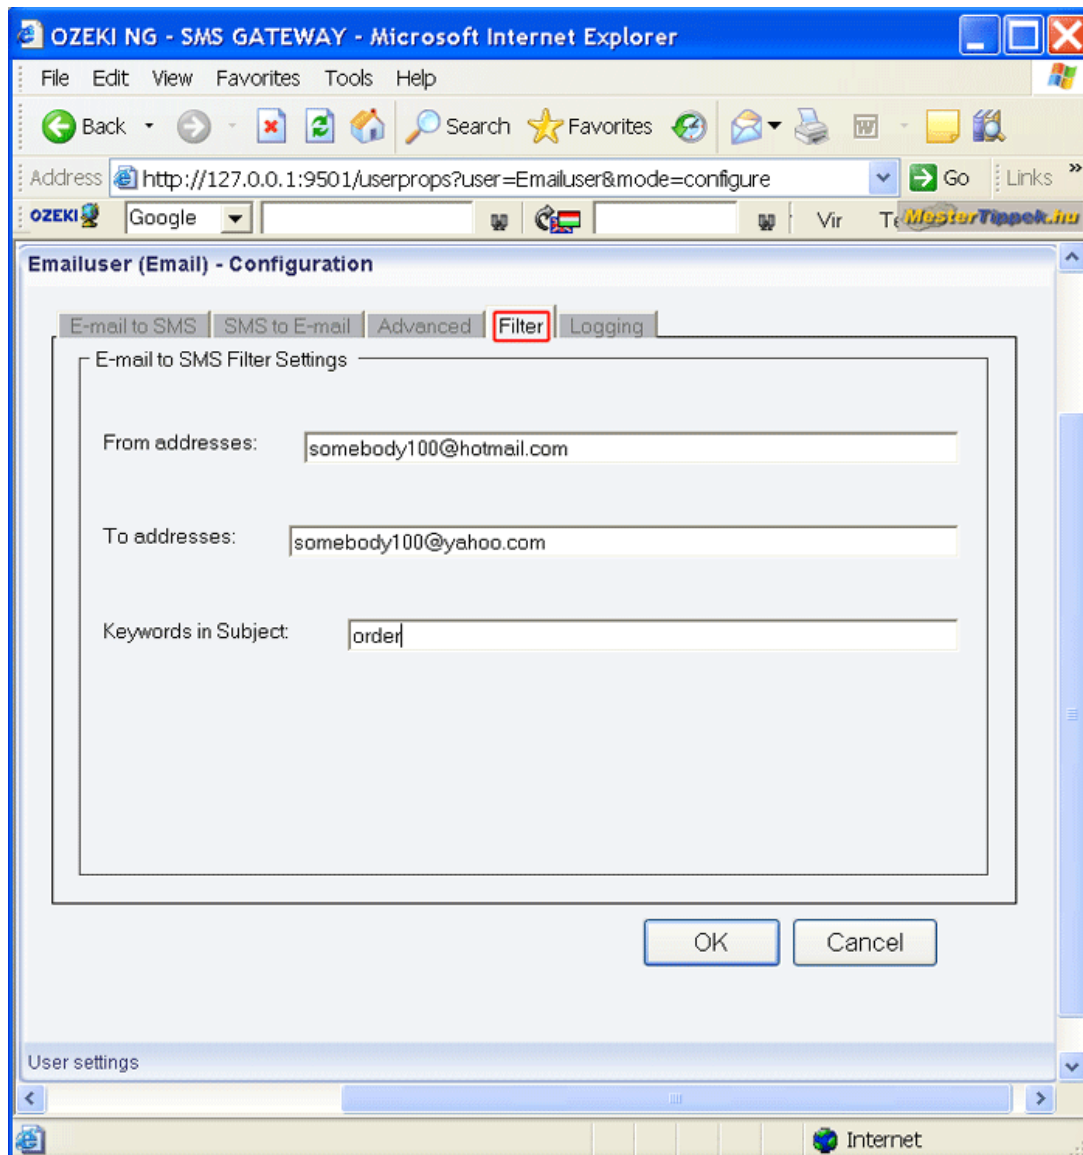 OZEKI NG - SMS GATEWAY - Microsoft Internet Explorer
File Edit View Favorites Tools Help
Back Search Favorites
Address http://127.0.0.1:9501/userprops?user=Emailuser&mode=configure Go Links »
OZEKI Google Vir Te MesterTippek.hu
Emailuser (Email) - Configuration
E-mail to SMS SMS to E-mail Advanced Filter Logging
E-mail to SMS Filter Settings
From addresses: somebody100@hotmail.com
To addresses: somebody100@yahoo.com
Keywords in Subject: order
OK Cancel
User settings
Internet